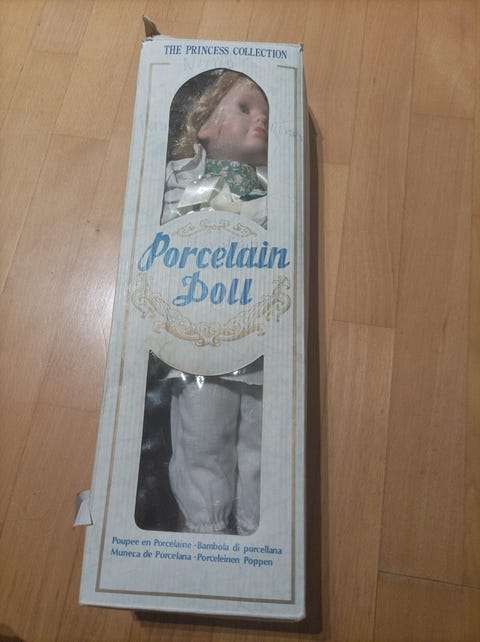 THE PRINCESS COLLECTION
Porcelain
Doll
Poupee en Porcelaine - Bambola di porcellana
Muneca de Porcelana - Porceleinen Poppen